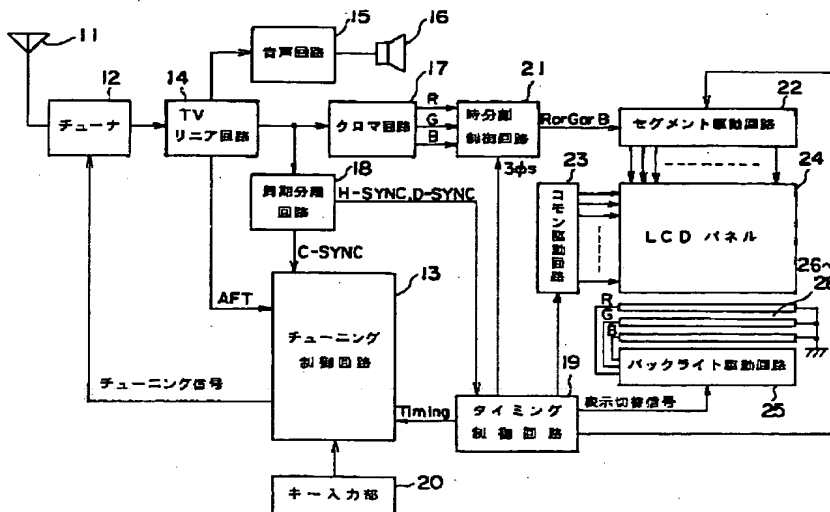 11
12
チューナ
14
TV
リニア回路
15
音声回路
16
17
クロマ回路
R
G
B
21
時分割
制御回路
RorGorB
22
セグメント駆動回路
18
同期分離
回路
H-SYNC,D-SYNC
C-SYNC
3φs
23
コモン駆動回路
24
LCD パネル
13
チューニング
制御回路
AFT
チューニング信号
26~
28
R
G
B
バックライト駆動回路
25
19
タイミング
制御回路
Timing
表示切替信号
キー入力部
20